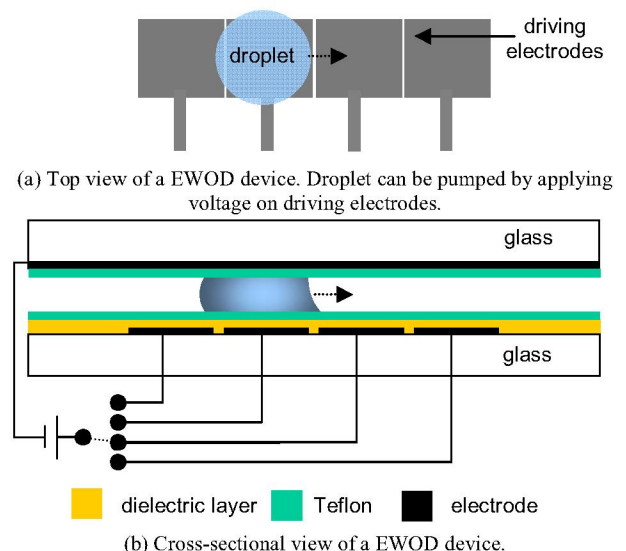 droplet
driving
electrodes
(a) Top view of a EWOD device. Droplet can be pumped by applying
voltage on driving electrodes.
glass
glass
dielectric layer
Teflon
electrode
(b) Cross-sectional view of a EWOD device.